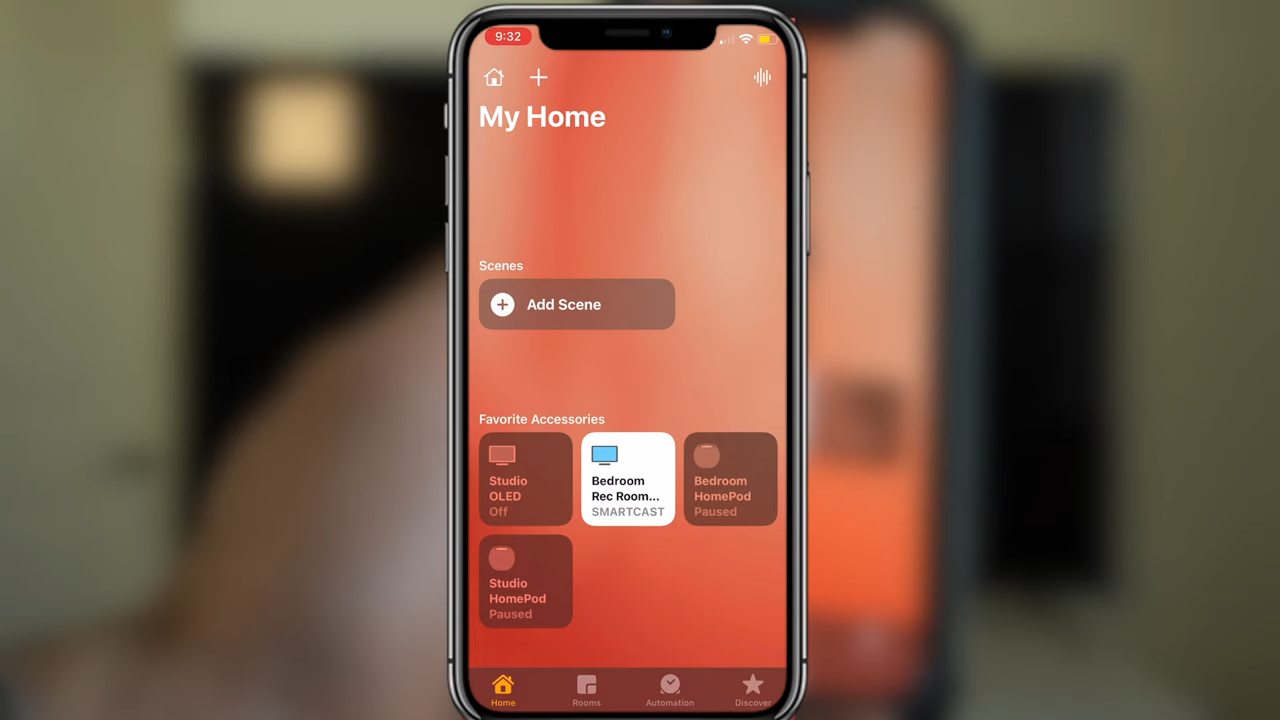 9:32
My Home
Scenes
Add Scene
Favorite Accessories
Studio
OLED
Off
Bedroom
Rec Room...
SMARTCAST
Bedroom
HomePod
Paused
Studio
HomePod
Paused
Home
Rooms
Automation
Discover